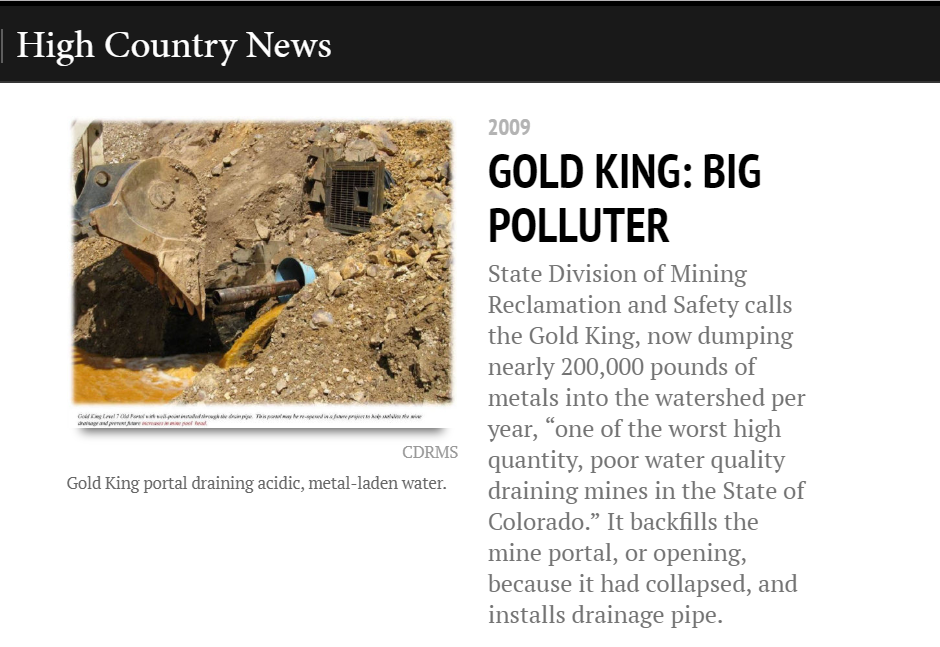 High Country News
2009
GOLD KING: BIG
POLLUTER
State Division of Mining
Reclamation and Safety calls
the Gold King, now dumping
nearly 200,000 pounds of
metals into the watershed per
year, “one of the worst high
quantity, poor water quality
draining mines in the State of
Colorado.” It backfills the
mine portal, or opening,
because it had collapsed, and
installs drainage pipe.
Gold King Level 7 Old Portal with well-point installed through the drain pipe. This portal may be re-opened in a future project to help stabilize the mine
drainage and prevent future increases in mine pool head.
CDRMS
Gold King portal draining acidic, metal-laden water.